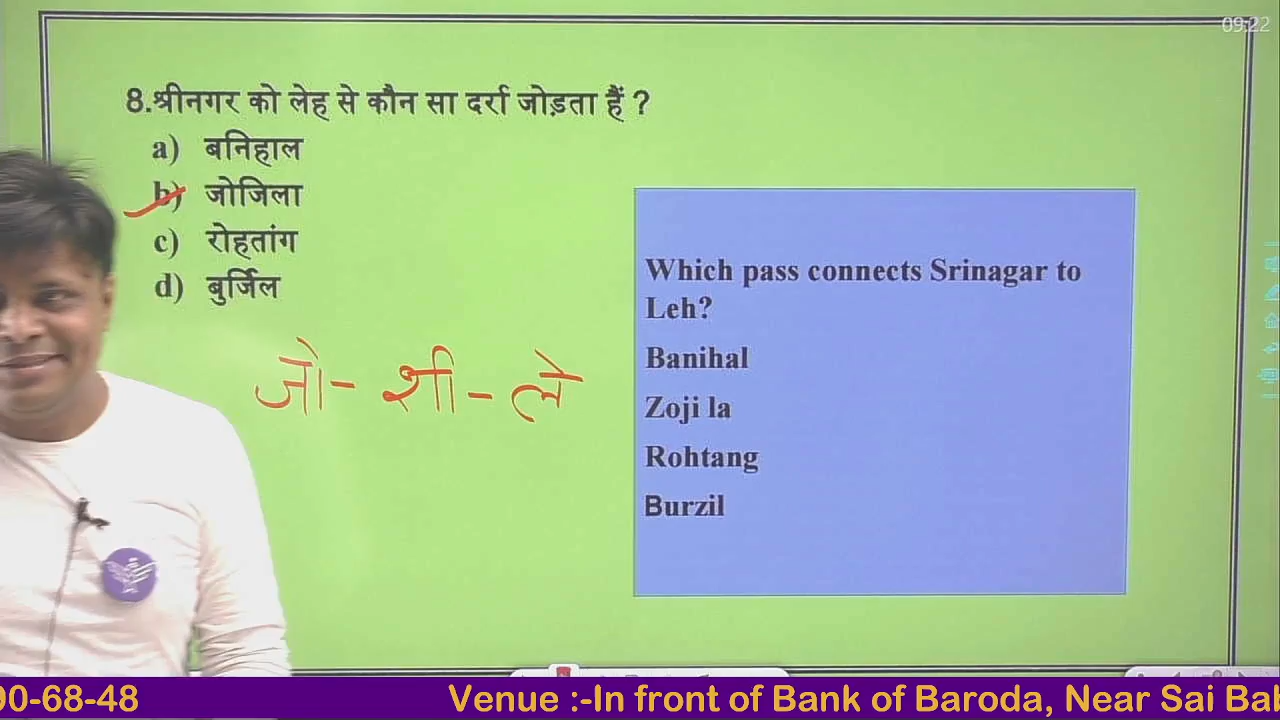 09:22
8.श्रीनगर को लेह से कौन सा दर्रा जोड़ता हैं ?
a) बनिहाल
b) जोजिला
c) रोहतांग
d) बुर्जिल
जो- शी-ले
Which pass connects Srinagar to
Leh?
Banihal
Zoji la
Rohtang
Burzil
90-68-48 Venue :-In front of Bank of Baroda, Near Sai